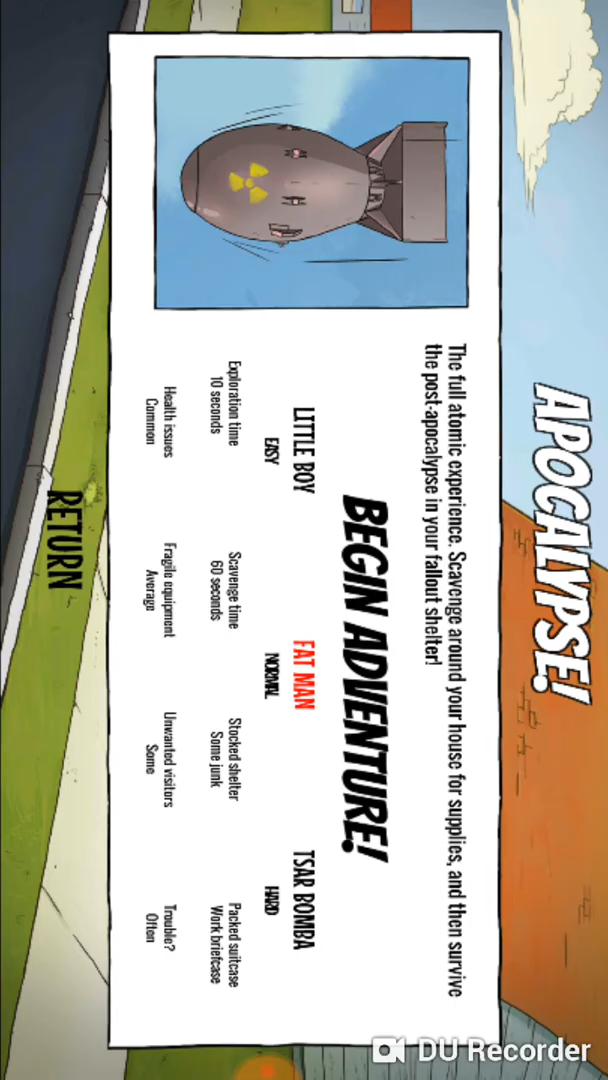 APOCALYPSE!
The full atomic experience. Scavenge around your house for supplies, and then survive
the post-apocalypse in your fallout shelter!
BEGIN ADVENTURE!
LITTLE BOY FAT MAN TSAR BOMBA
EASY NORMAL HARD
Exploration time Scavenge time Stocked shelter Packed suitcase
10 seconds 60 seconds Some junk Work briefcase
Health issues Fragile equipment Unwanted visitors Trouble?
Common Average Some Often
RETURN
DU Recorder